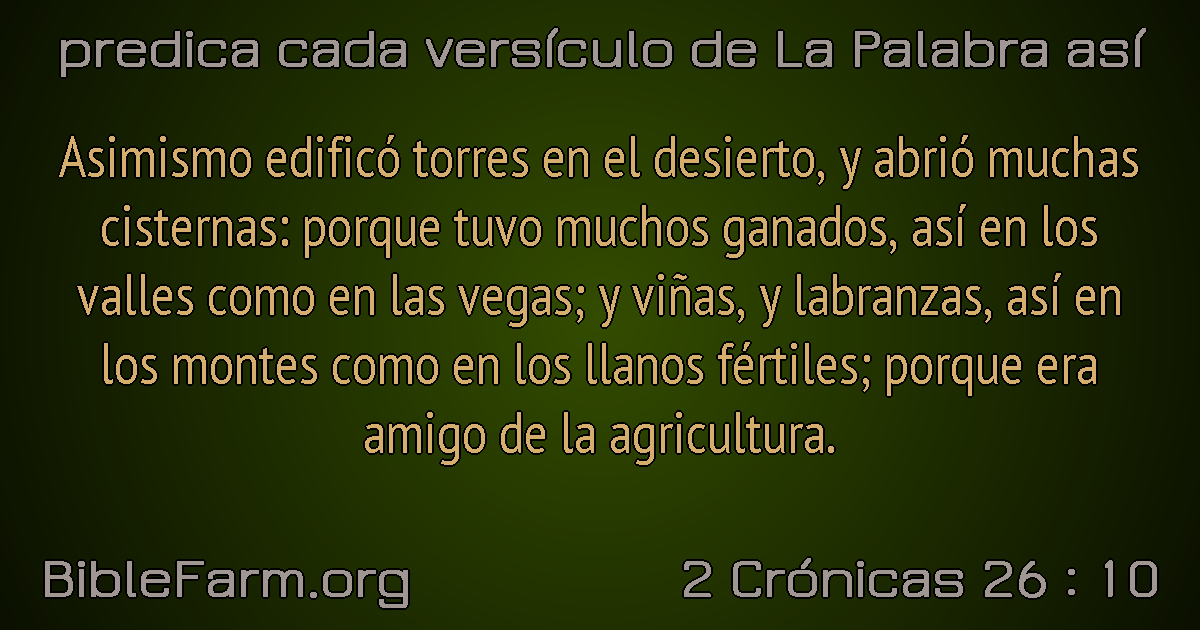 predica cada versículo de La Palabra así
Asimismo edificó torres en el desierto, y abrió muchas
cisternas: porque tuvo muchos ganados, así en los
valles como en las vegas; y viñas, y labranzas, así en
los montes como en los llanos fértiles; porque era
amigo de la agricultura.
BibleFarm.org
2 Crónicas 26 : 10